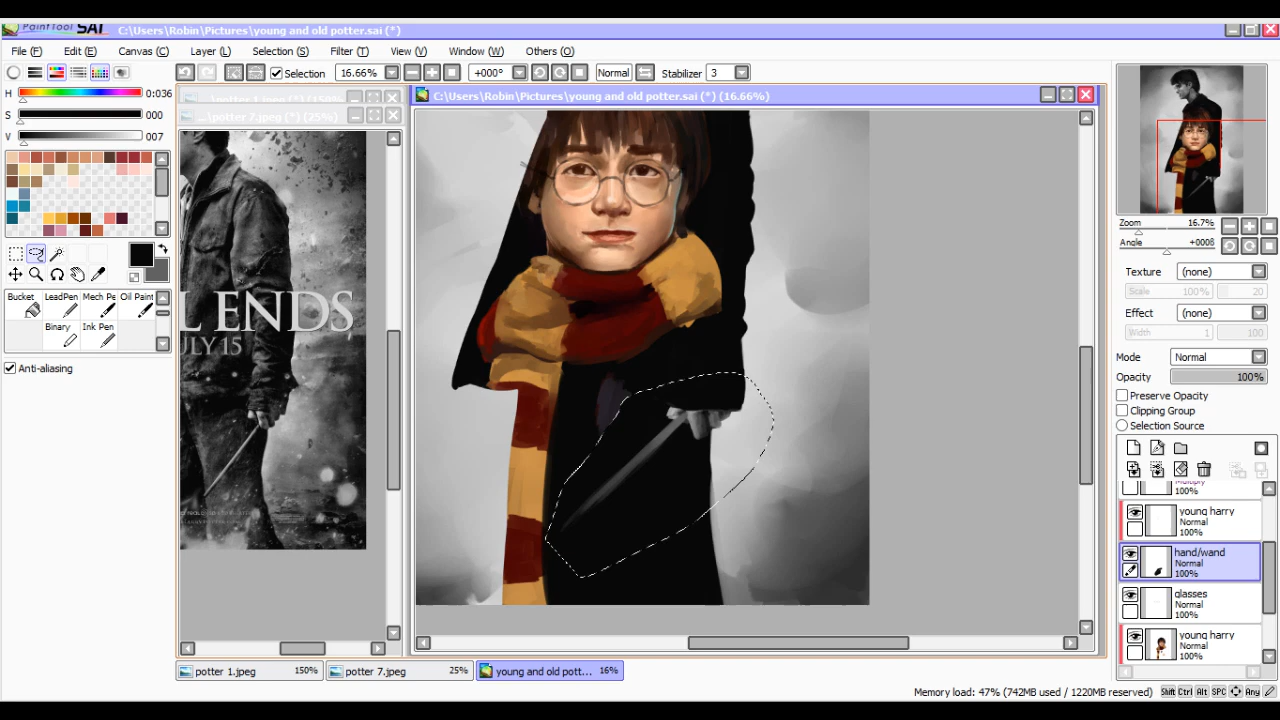 PaintTool SAI C:\Users\Robin\Pictures\young and old potter.sai (*)
File (F) Edit (E) Canvas (C) Layer (L) Selection (S) Filter (T) View (V) Window (W) Others (O)
Selection 16.66% +000° Normal Stabilizer 3
H 0:036
S 000
V 007
Bucket LeadPen Mech Pe Oil Paint
Binary Ink Pen
Anti-aliasing
...\potter 1.jpeg (*) (150%)
...\potter 7.jpeg (*) (25%)
L ENDS
ULY 15
C:\Users\Robin\Pictures\young and old potter.sai (*) (16.66%)
potter 1.jpeg 150% potter 7.jpeg 25% young and old pott... 16%
Zoom 16.7%
Angle +000ß
Texture (none)
Scale 100% 20
Effect (none)
Width 1 100
Mode Normal
Opacity 100%
Preserve Opacity
Clipping Group
Selection Source
Multiply
100%
young harry
Normal
100%
hand/wand
Normal
100%
glasses
Normal
100%
young harry
Normal
100%
Memory load: 47% (742MB used / 1220MB reserved) Shift Ctrl Alt SPC Any